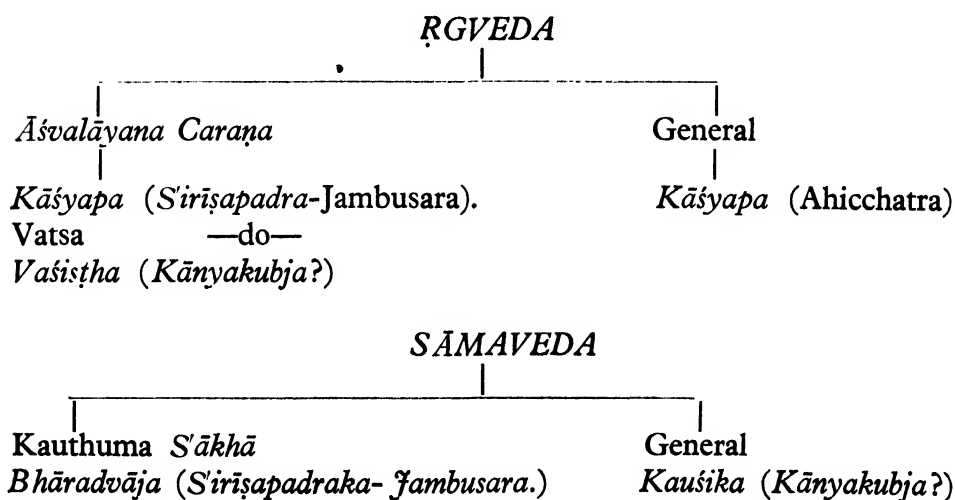 ṚGVEDA
Āśvalāyana Caraṇa General
Kāśyapa (S'irīṣapadra-Jambusara). Kāśyapa (Ahicchatra)
Vatsa —do—
Vaśiṣṭha (Kānyakubja?)
SĀMAVEDA
Kauthuma S'ākhā General
Bhāradvāja (S'irīṣapadraka- Jambusara.) Kauśika (Kānyakubja?)